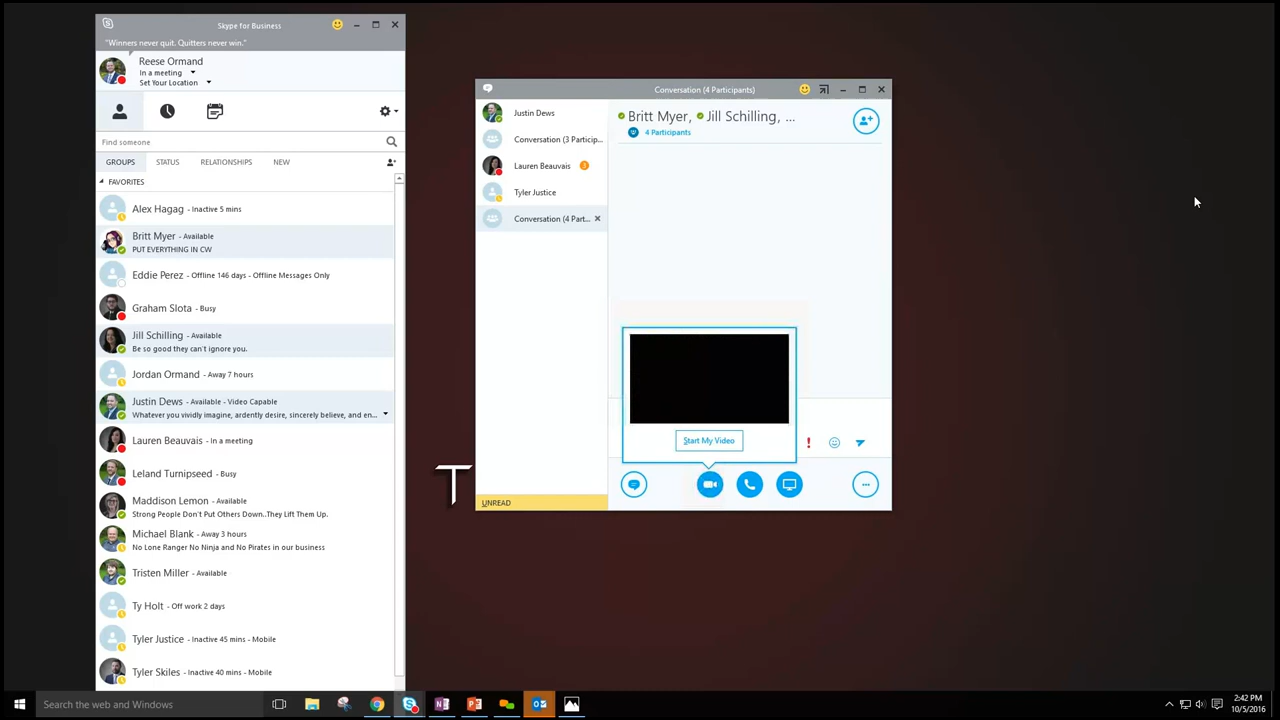 Skype for Business
"Winners never quit. Quitters never win."
Reese Ormand
In a meeting
Set Your Location
Find someone
GROUPS STATUS RELATIONSHIPS NEW
FAVORITES
Alex Hagag - Inactive 5 mins
Britt Myer - Available
PUT EVERYTHING IN CW
Eddie Perez - Offline 146 days - Offline Messages Only
Graham Slota - Busy
Jill Schilling - Available
Be so good they can't ignore you.
Jordan Ormand - Away 7 hours
Justin Dews - Available - Video Capable
Whatever you vividly imagine, ardently desire, sincerely believe, and en...
Lauren Beauvais - In a meeting
Leland Turnipseed - Busy
Maddison Lemon - Available
Strong People Don't Put Others Down..They Lift Them Up.
Michael Blank - Away 3 hours
No Lone Ranger No Ninja and No Pirates in our business
Tristen Miller - Available
Ty Holt - Off work 2 days
Tyler Justice - Inactive 45 mins - Mobile
Tyler Skiles - Inactive 40 mins - Mobile
Conversation (4 Participants)
Justin Dews
Conversation (3 Particip...
Lauren Beauvais
Tyler Justice
Conversation (4 Part...
UNREAD
Britt Myer, Jill Schilling, ...
4 Participants
Start My Video
T
Search the web and Windows
2:42 PM
10/5/2016